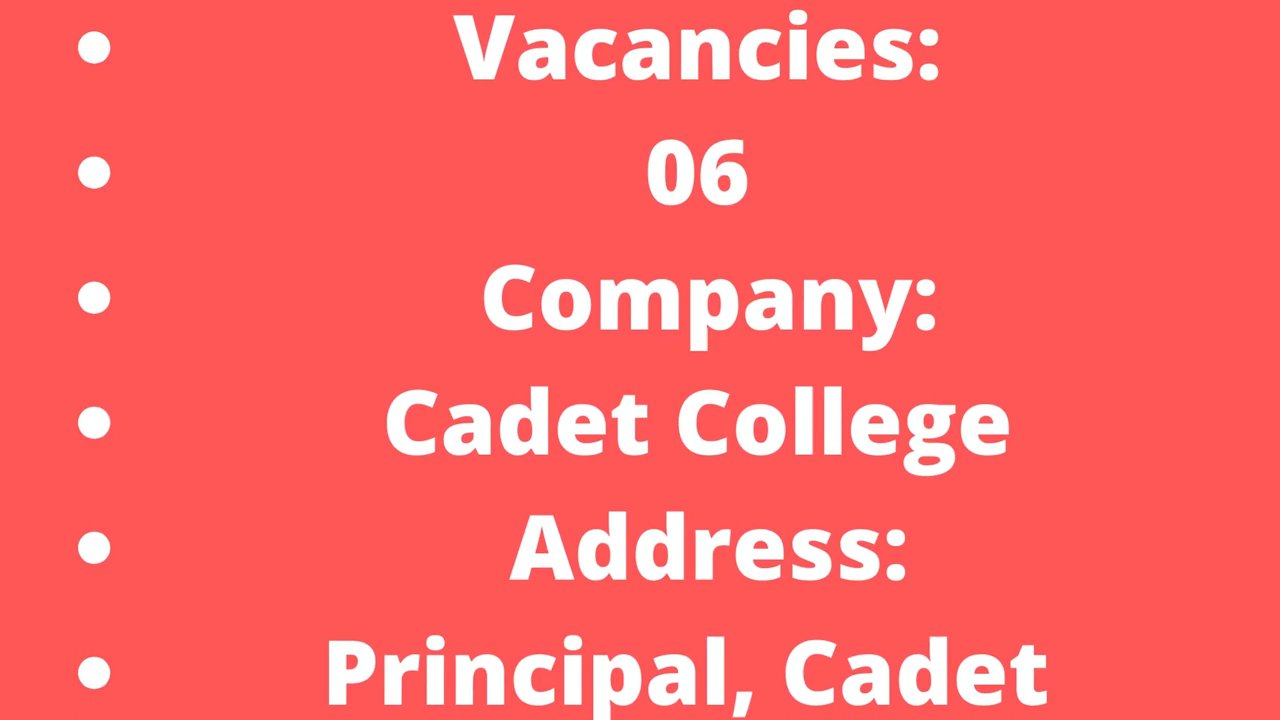 • Vacancies:
• 06
• Company:
• Cadet College
• Address:
• Principal, Cadet